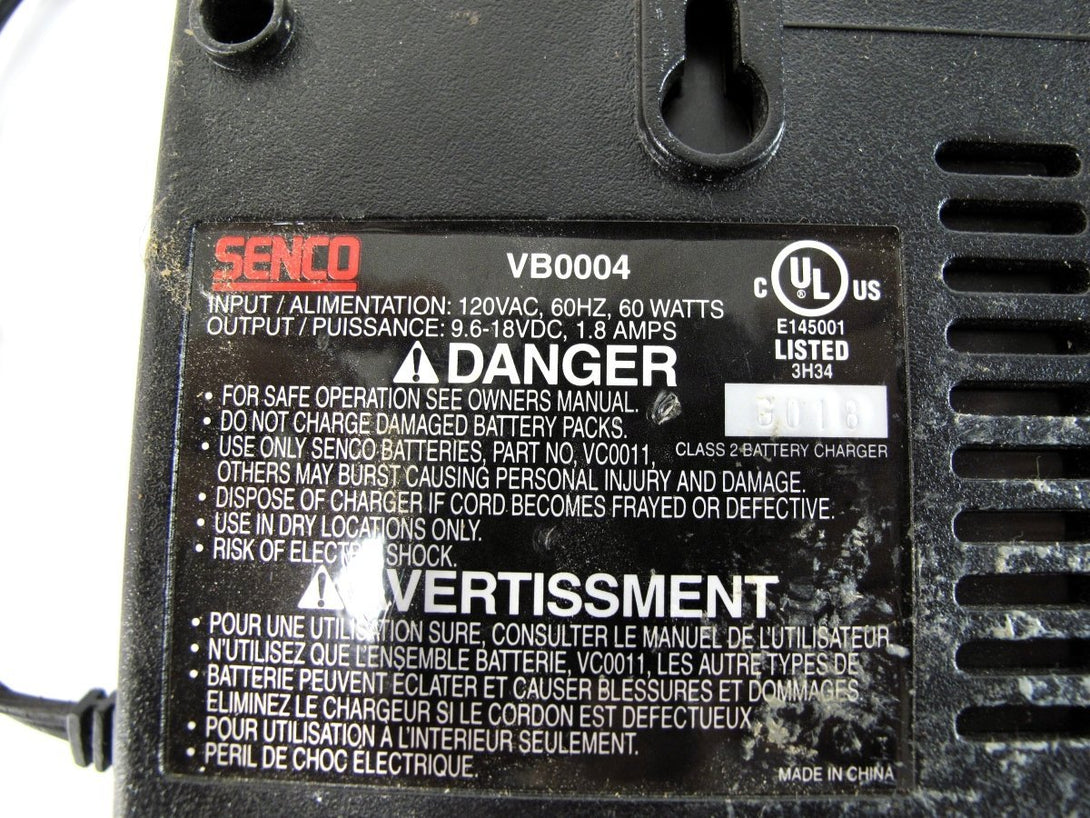 SENCO
VB0004
C UL ® US
INPUT / ALIMENTATION: 120VAC, 60HZ, 60 WATTS
OUTPUT / PUISSANCE: 9.6-18VDC, 1.8 AMPS
E145001
LISTED
3H34
DANGER
• FOR SAFE OPERATION SEE OWNERS MANUAL.
• DO NOT CHARGE DAMAGED BATTERY PACKS.
• USE ONLY SENCO BATTERIES, PART NO, VC0011,
CLASS 2 BATTERY CHARGER
OTHERS MAY BURST CAUSING PERSONAL INJURY AND DAMAGE.
• DISPOSE OF CHARGER IF CORD BECOMES FRAYED OR DEFECTIVE.
• USE IN DRY LOCATIONS ONLY.
• RISK OF ELECTRIC SHOCK.
AVERTISSMENT
• POUR UNE UTILISATION SURE, CONSULTER LE MANUEL DE L'UTILISATEUR
• N'UTILISEZ QUE L'ENSEMBLE BATTERIE, VC0011, LES AUTRE TYPES DE
• BATTERIE PEUVENT ECLATER ET CAUSER BLESSURES ET DOMMAGES
ELIMINEZ LE CHARGEUR SI LE CORDON EST DEFECTUEUX
• POUR UTILISATION À L'INTERIEUR SEULEMENT.
• PERIL DE CHOC ÉLECTRIQUE.
MADE IN CHINA